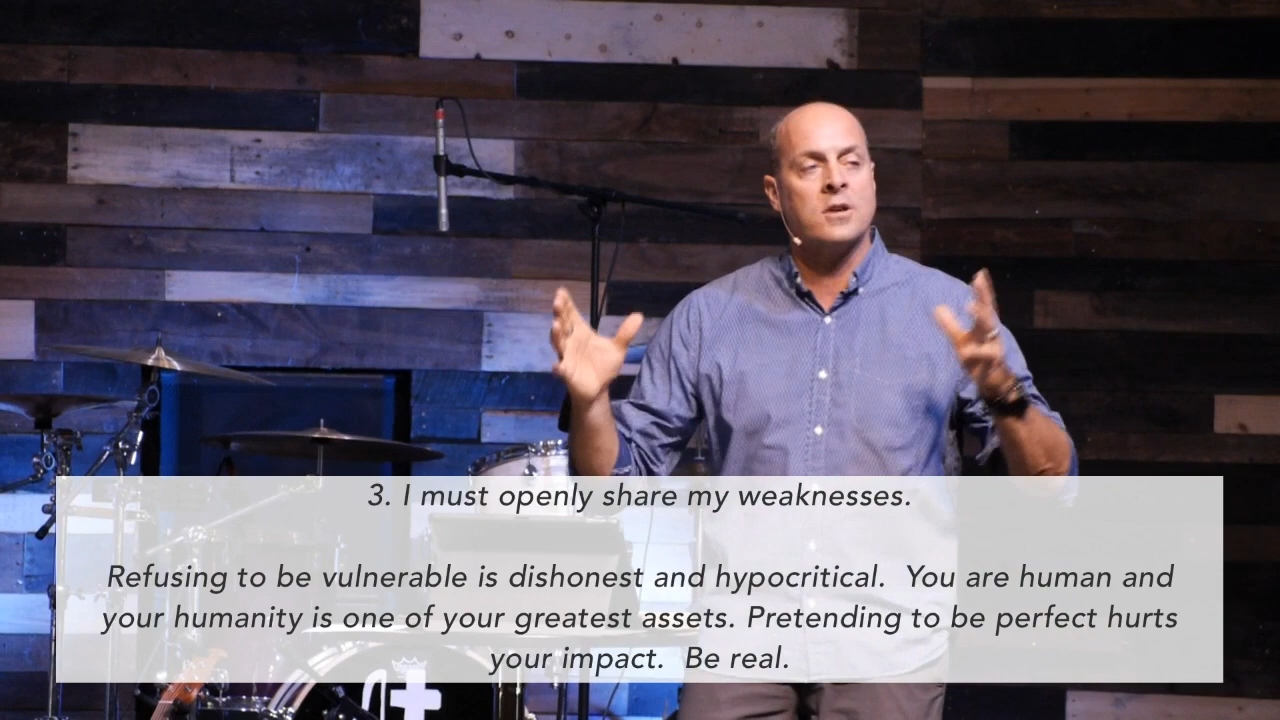 3. I must openly share my weaknesses.
Refusing to be vulnerable is dishonest and hypocritical.  You are human and
your humanity is one of your greatest assets. Pretending to be perfect hurts
your impact.  Be real.